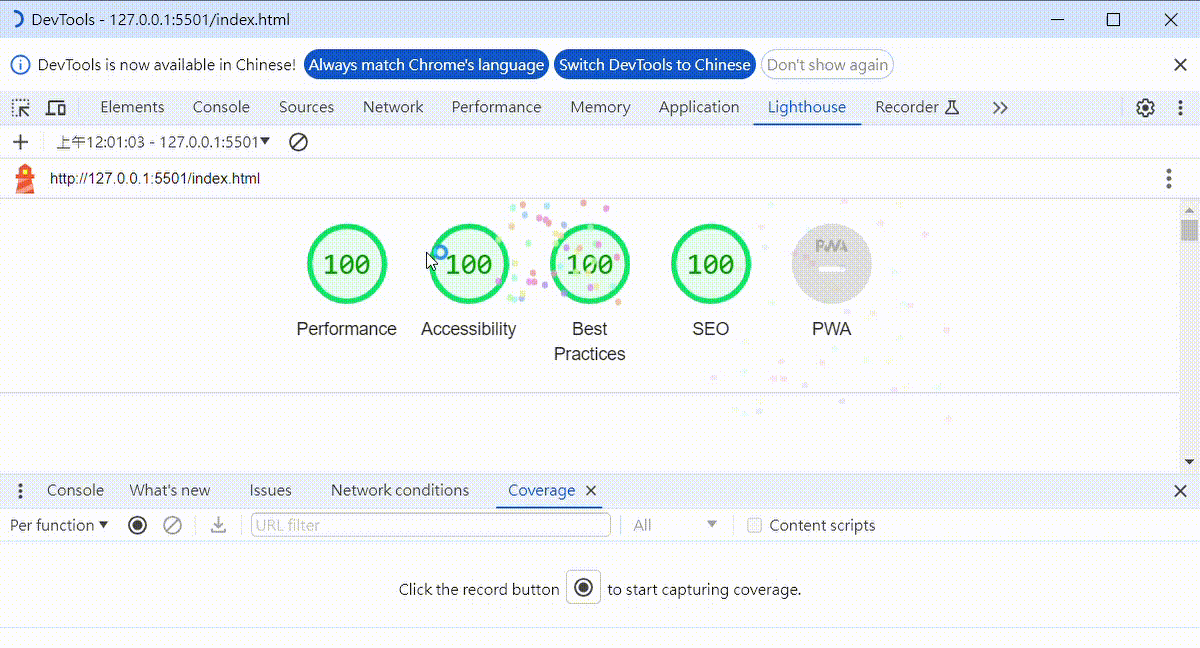 DevTools - 127.0.0.1:5501/index.html
DevTools is now available in Chinese! Always match Chrome's language Switch DevTools to Chinese Don't show again
Elements Console Sources Network Performance Memory Application Lighthouse Recorder
上午12:01:03 - 127.0.0.1:5501
http://127.0.0.1:5501/index.html
100 100 100 100 PWA
Performance Accessibility Best Practices SEO PWA
Console What's new Issues Network conditions Coverage
Per function URL filter All Content scripts
Click the record button to start capturing coverage.